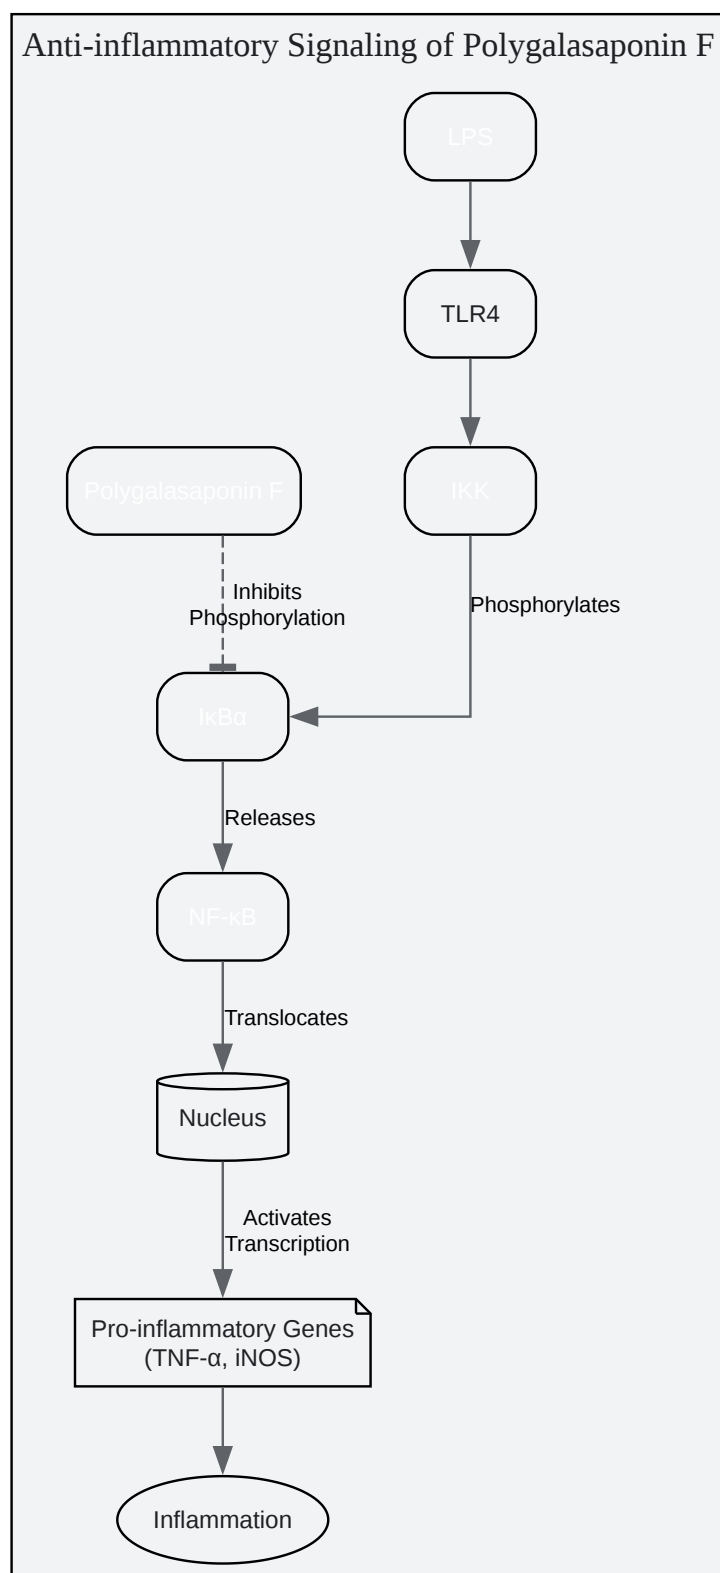 Anti-inflammatory Signaling of Polygalasaponin F
LPS
TLR4
Polygalasaponin F
IKK
Inhibits
Phosphorylation
Phosphorylates
IκBα
Releases
NF-κB
Translocates
Nucleus
Activates
Transcription
Pro-inflammatory Genes
(TNF-α, iNOS)
Inflammation